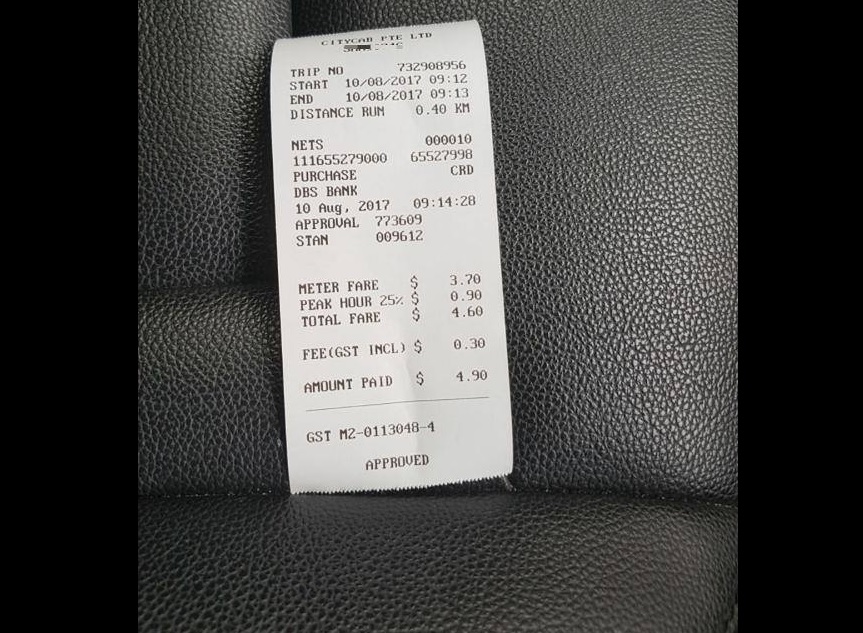 CITYCAB PTE LTD
TRIP NO 732908956
START 10/08/2017 09:12
END 10/08/2017 09:13
DISTANCE RUN 0.40 KM
NETS 000010
111655279000 65527998
PURCHASE CRD
DBS BANK
10 Aug, 2017 09:14:28
APPROVAL 773609
STAN 009612
METER FARE $ 3.70
PEAK HOUR 25% $ 0.90
TOTAL FARE $ 4.60
FEE(GST INCL) $ 0.30
AMOUNT PAID $ 4.90
GST M2-0113048-4
APPROVED